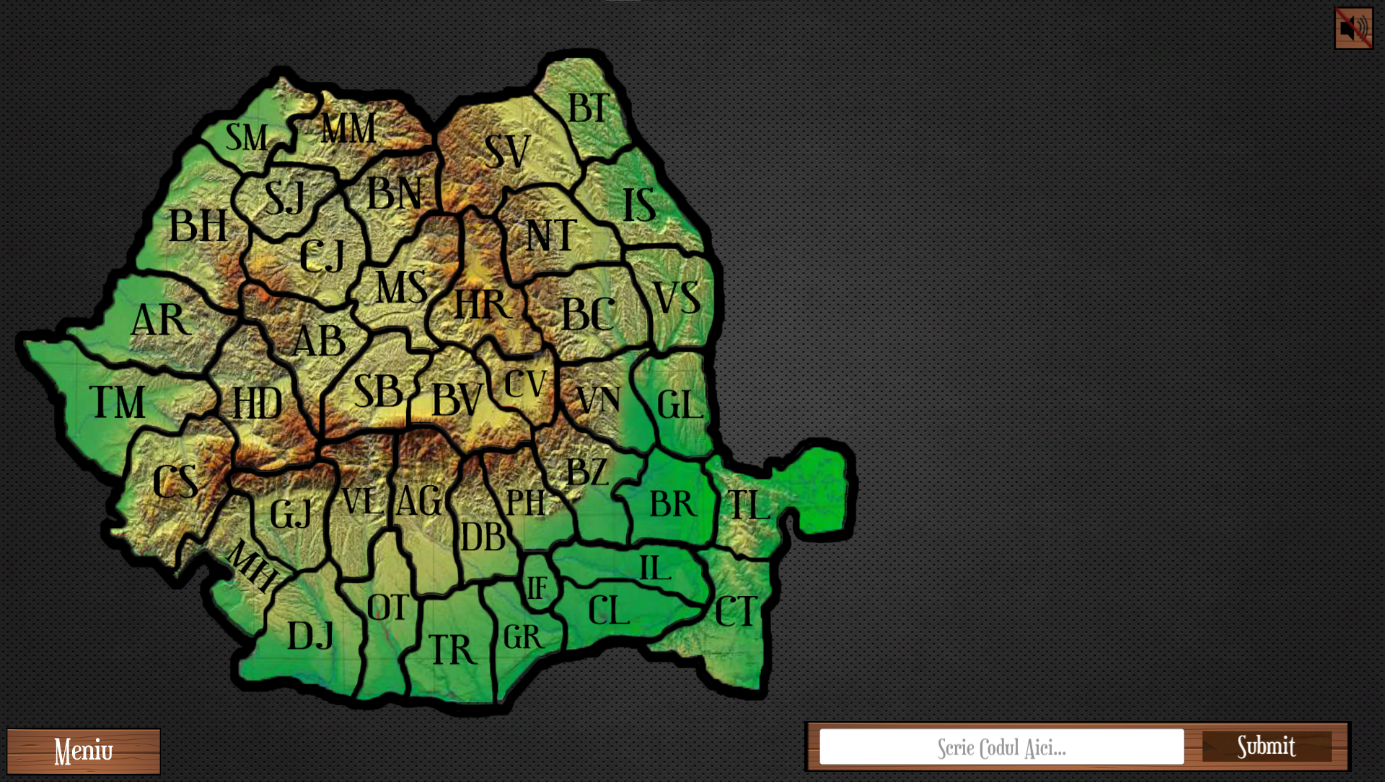 BT
SM
MM
SV
SJ
BN
IS
BH
NT
CJ
MS
VS
HR
BC
AR
AB
TM
HD
SB
BV
CV
VN
GL
CS
BZ
GJ
VL
AG
PH
BR
TL
DB
MH
IL
IF
OT
CL
CT
DJ
TR
GR
Meniu
Scrie Codul Aici...
Submit